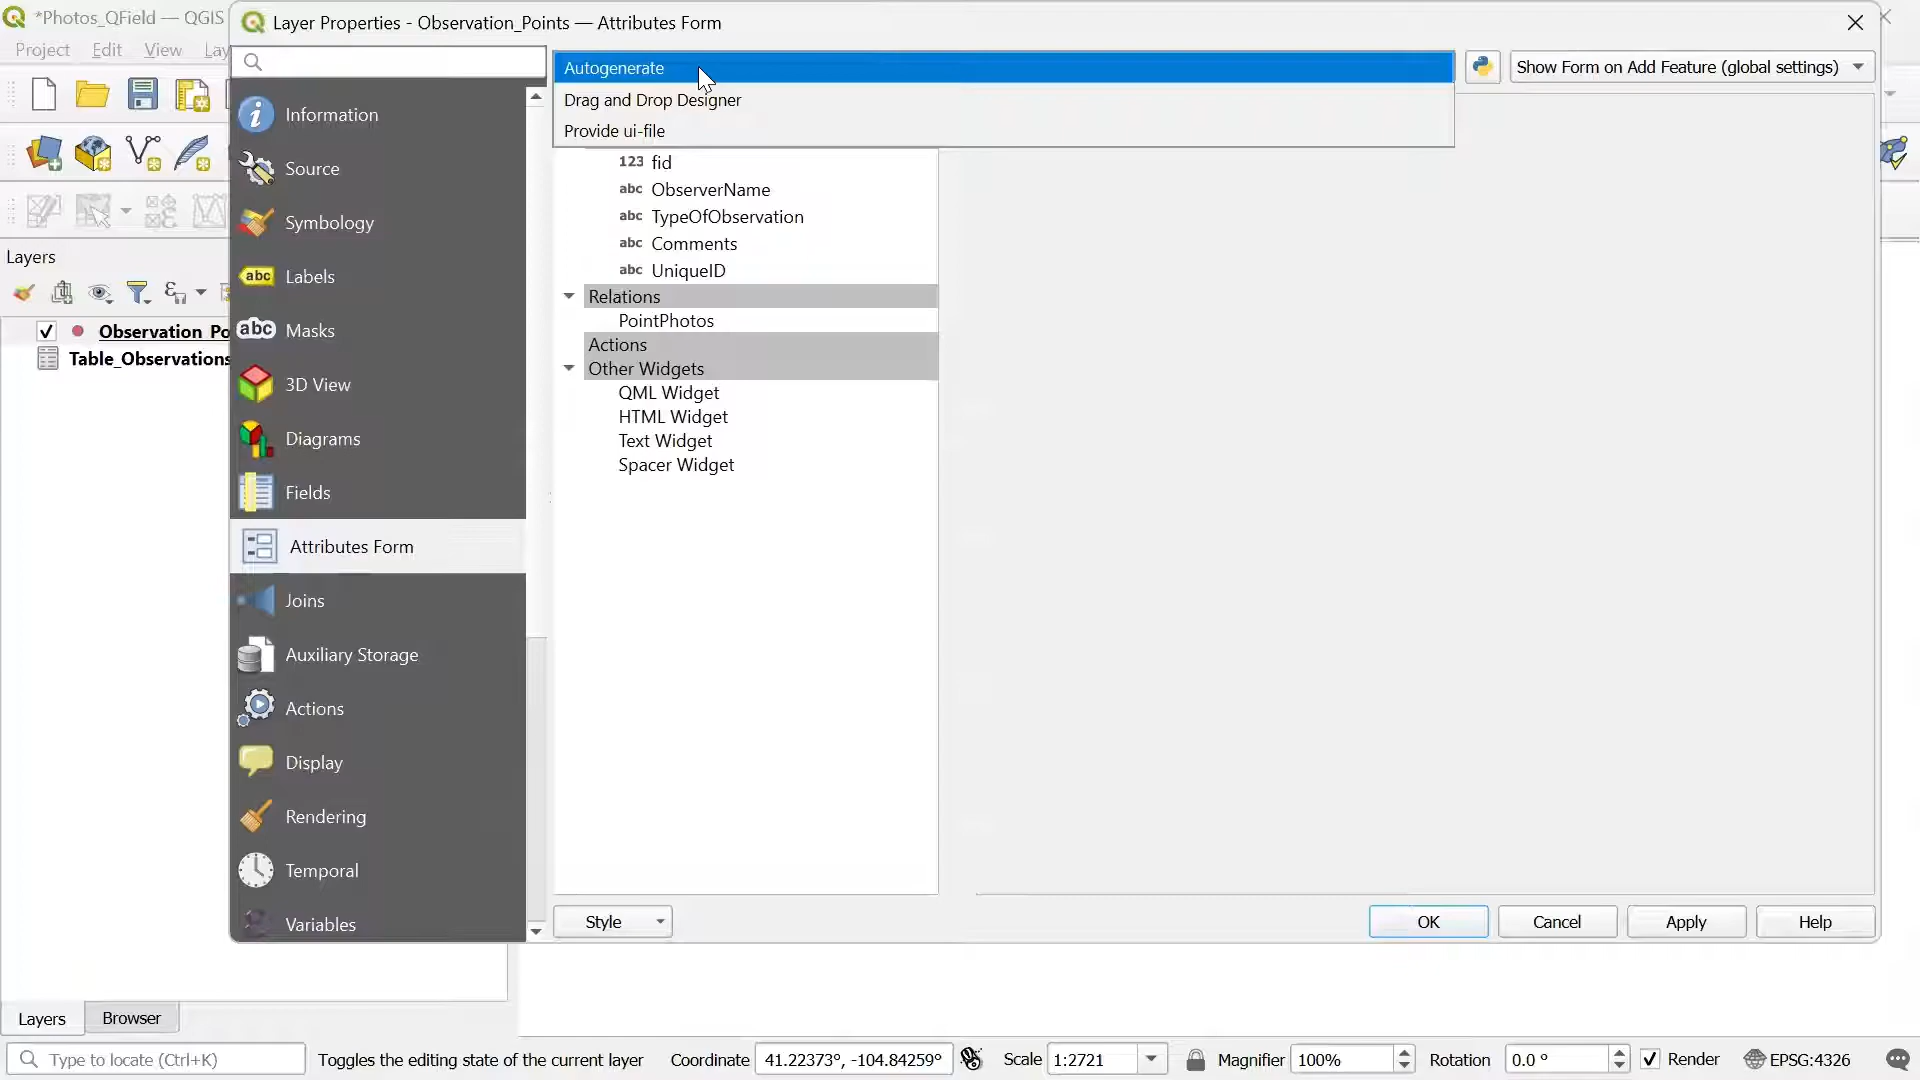 *Photos_QField — QGIS
Layer Properties - Observation_Points — Attributes Form
Project
Edit
View
Autogenerate
Show Form on Add Feature (global settings)
Drag and Drop Designer
Provide ui-file
Information
Source
Symbology
abc
Labels
abc
Masks
3D View
Diagrams
Fields
Attributes Form
Joins
Auxiliary Storage
Actions
Display
Rendering
Temporal
Variables
123 fid
abc ObserverName
abc TypeOfObservation
abc Comments
abc UniqueID
Relations
PointPhotos
Actions
Other Widgets
QML Widget
HTML Widget
Text Widget
Spacer Widget
Layers
Observation_Po
Table_Observations
Style
OK
Cancel
Apply
Help
Layers
Browser
Type to locate (Ctrl+K)
Toggles the editing state of the current layer
Coordinate
41.22373°, -104.84259°
Scale
1:2721
Magnifier
100%
Rotation
0.0 °
Render
EPSG:4326